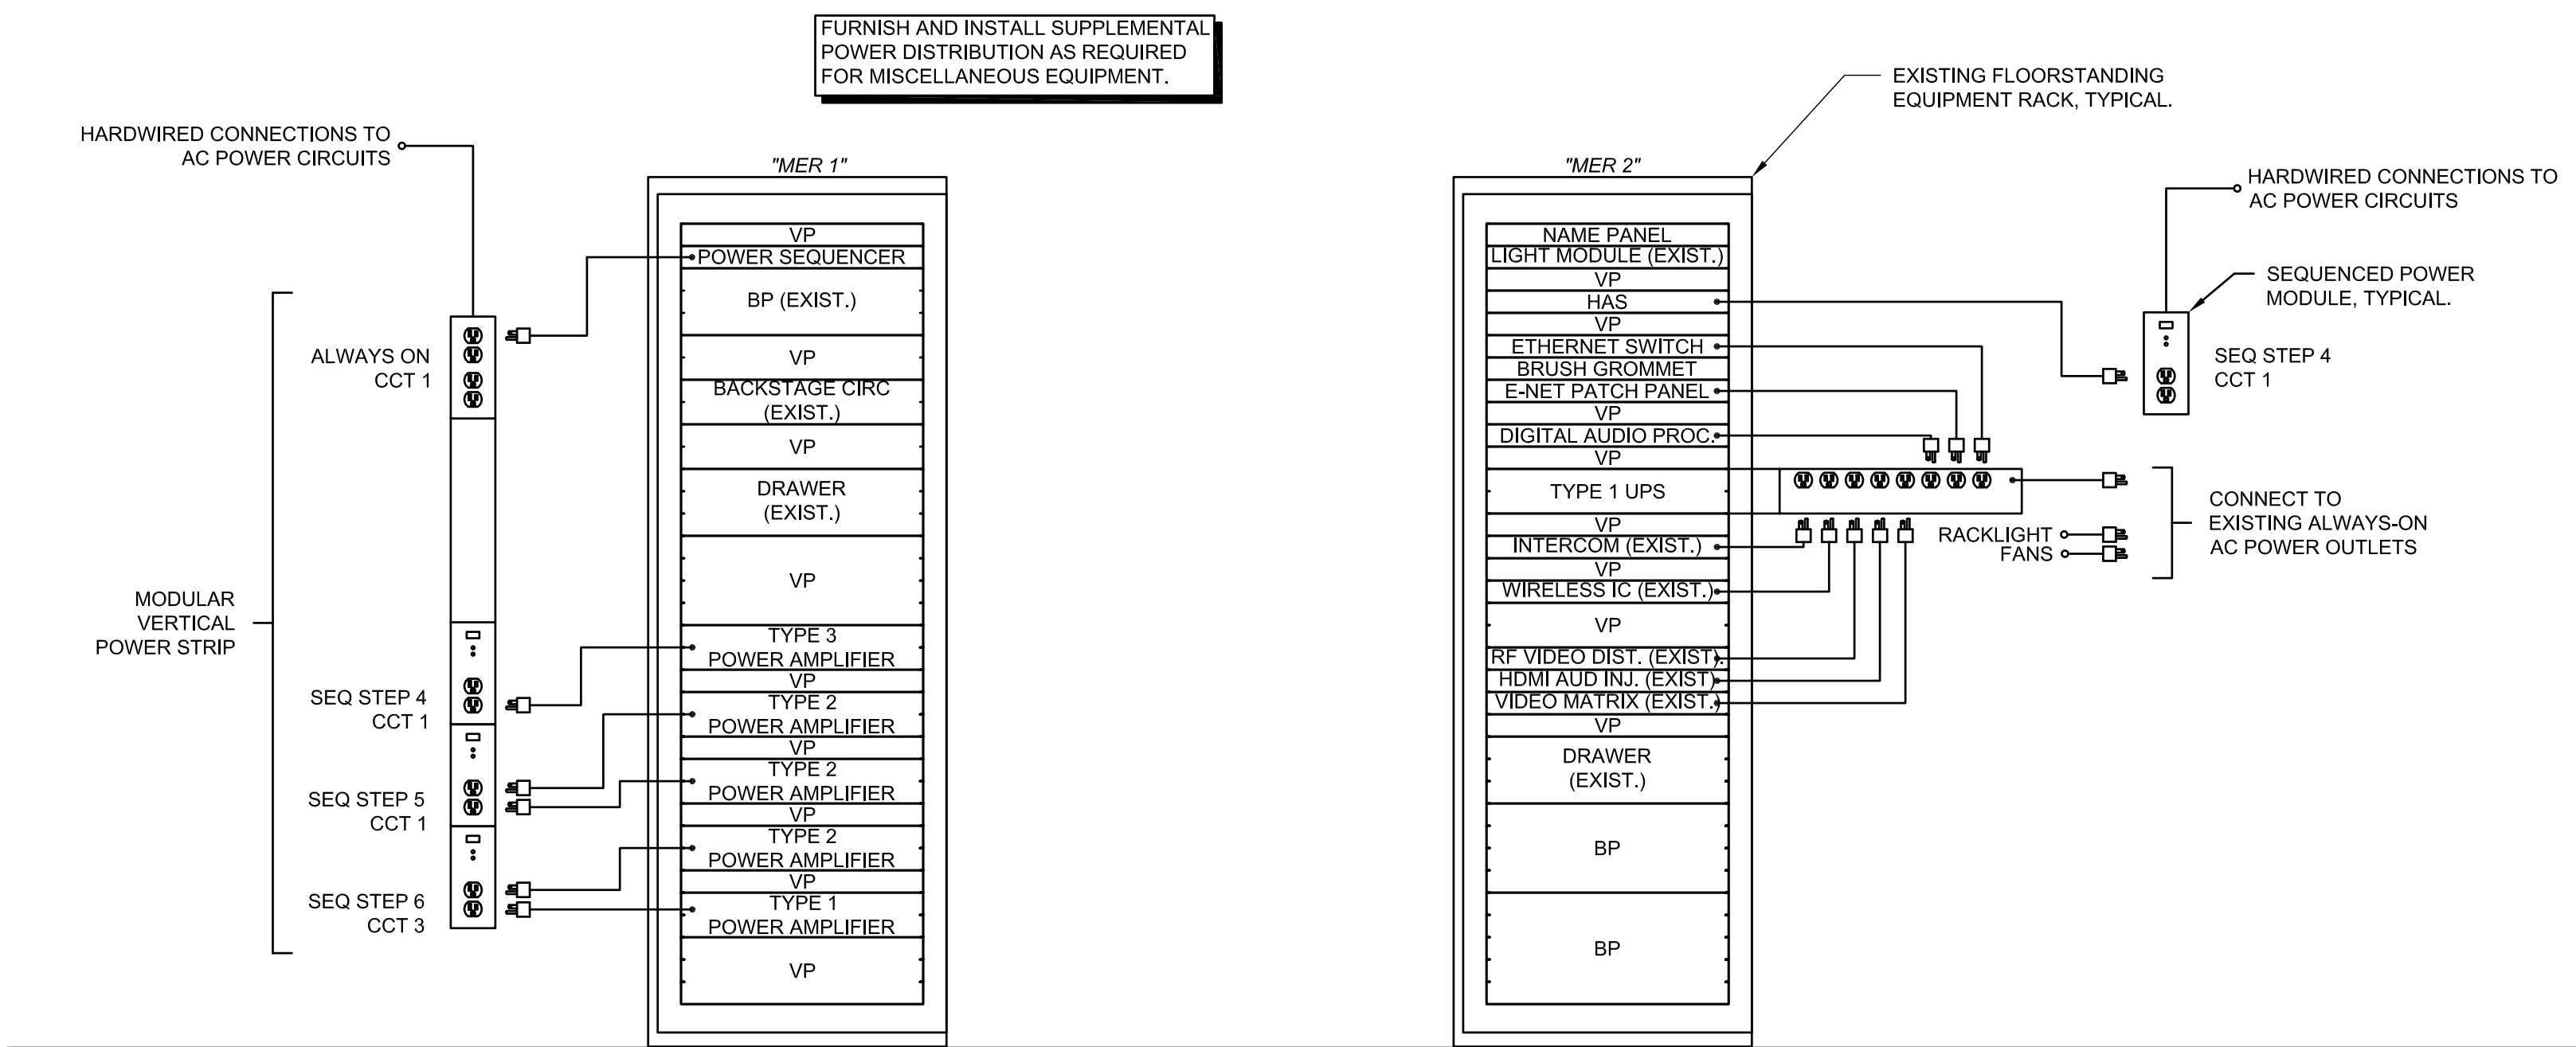 FURNISH AND INSTALL SUPPLEMENTAL
POWER DISTRIBUTION AS REQUIRED
FOR MISCELLANEOUS EQUIPMENT.
HARDWIRED CONNECTIONS TO
AC POWER CIRCUITS
ALWAYS ON
CCT 1
MODULAR
VERTICAL
POWER STRIP
SEQ STEP 4
CCT 1
SEQ STEP 5
CCT 1
SEQ STEP 6
CCT 3
"MER 1"
VP
POWER SEQUENCER
BP (EXIST.)
VP
BACKSTAGE CIRC
(EXIST.)
VP
DRAWER
(EXIST.)
VP
TYPE 3
POWER AMPLIFIER
VP
TYPE 2
POWER AMPLIFIER
VP
TYPE 2
POWER AMPLIFIER
VP
TYPE 2
POWER AMPLIFIER
VP
TYPE 1
POWER AMPLIFIER
VP
"MER 2"
NAME PANEL
LIGHT MODULE (EXIST.)
VP
HAS
VP
ETHERNET SWITCH
BRUSH GROMMET
E-NET PATCH PANEL
VP
DIGITAL AUDIO PROC.
VP
TYPE 1 UPS
VP
INTERCOM (EXIST.)
VP
WIRELESS IC (EXIST.)
VP
RF VIDEO DIST. (EXIST).
HDMI AUD INJ. (EXIST)
VIDEO MATRIX (EXIST.)
VP
DRAWER
(EXIST.)
BP
BP
EXISTING FLOORSTANDING
EQUIPMENT RACK, TYPICAL.
HARDWIRED CONNECTIONS TO
AC POWER CIRCUITS
SEQUENCED POWER
MODULE, TYPICAL.
SEQ STEP 4
CCT 1
CONNECT TO
EXISTING ALWAYS-ON
AC POWER OUTLETS
RACKLIGHT
FANS